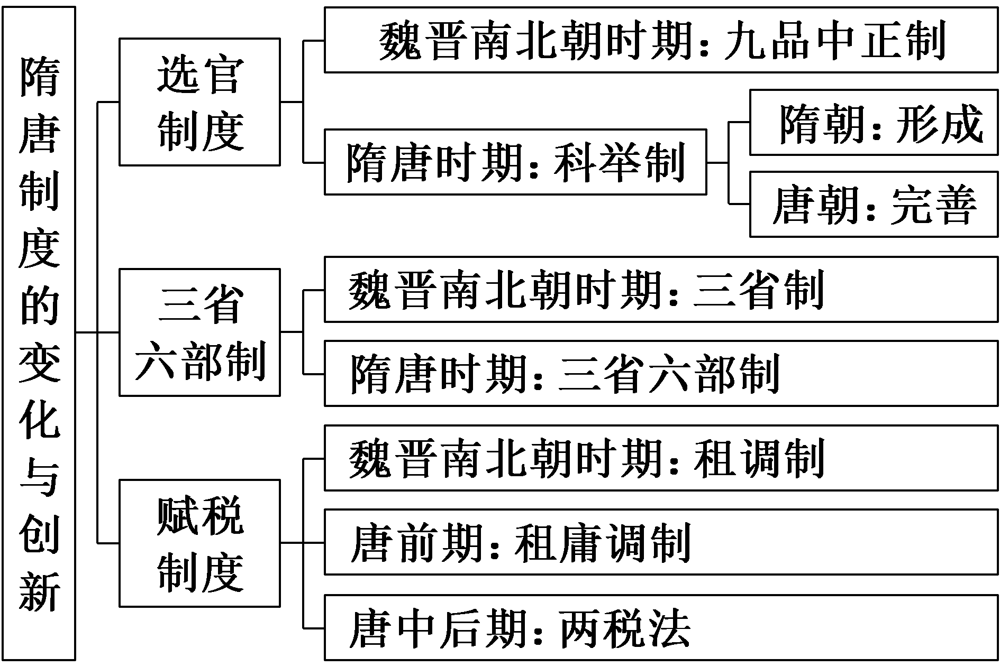 隋唐制度的变化与创新
选官
制度
魏晋南北朝时期：九品中正制
隋唐时期：科举制
隋朝：形成
唐朝：完善
三省
六部制
魏晋南北朝时期：三省制
隋唐时期：三省六部制
赋税
制度
魏晋南北朝时期：租调制
唐前期：租庸调制
唐中后期：两税法